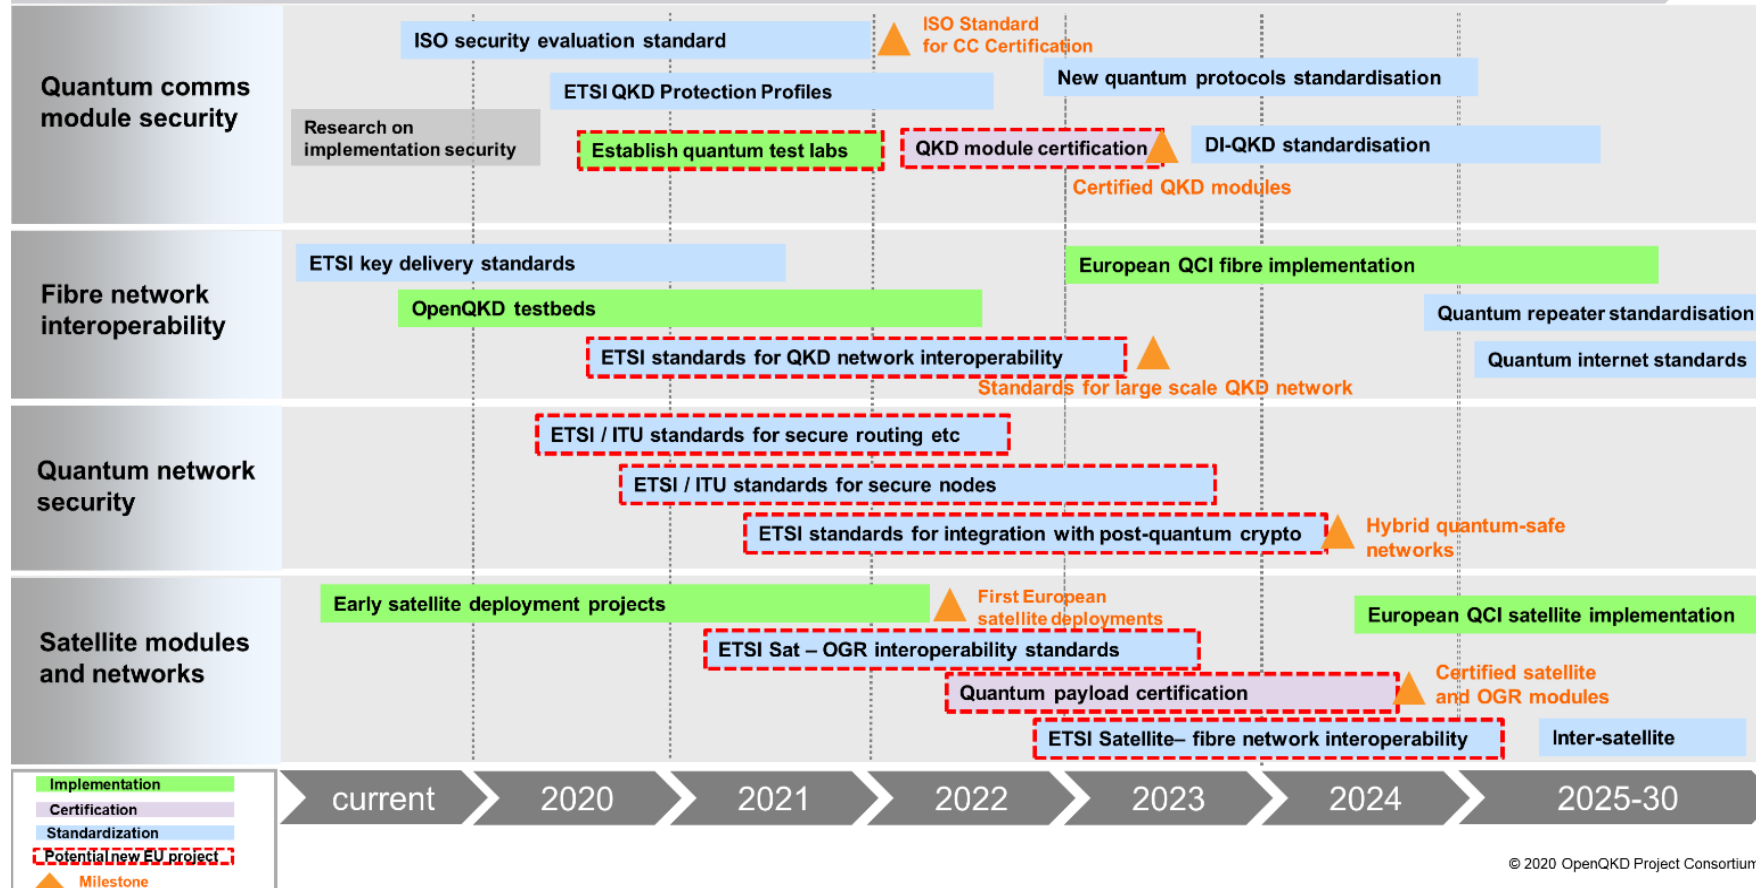 Quantum comms
module security
ISO security evaluation standard
ISO Standard
for CC Certification
ETSI QKD Protection Profiles
New quantum protocols standardisation
Research on
implementation security
Establish quantum test labs
QKD module certification
DI-QKD standardisation
Certified QKD modules
Fibre network
interoperability
ETSI key delivery standards
European QCI fibre implementation
OpenQKD testbeds
Quantum repeater standardisation
ETSI standards for QKD network interoperability
Quantum internet standards
Standards for large scale QKD network
Quantum network
security
ETSI / ITU standards for secure routing etc
ETSI / ITU standards for secure nodes
ETSI standards for integration with post-quantum crypto
Hybrid quantum-safe
networks
Satellite modules
and networks
Early satellite deployment projects
First European
satellite deployments
European QCI satellite implementation
ETSI Sat – OGR interoperability standards
Quantum payload certification
Certified satellite
and OGR modules
ETSI Satellite– fibre network interoperability
Inter-satellite
current
2020
2021
2022
2023
2024
2025-30
Implementation
Certification
Standardization
Potential new EU project
Milestone
© 2020 OpenQKD Project Consortium